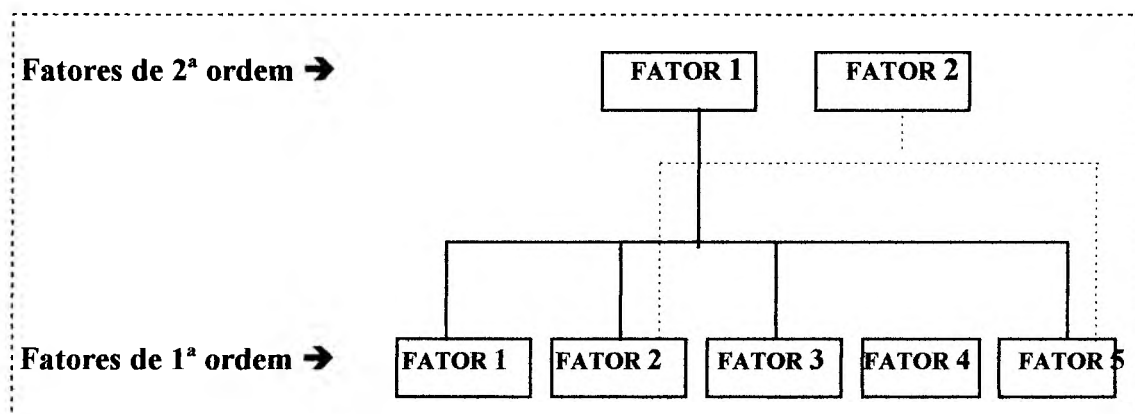 Fatores de 2ª ordem ➔ FATOR 1 FATOR 2
Fatores de 1ª ordem ➔ FATOR 1 FATOR 2 FATOR 3 FATOR 4 FATOR 5